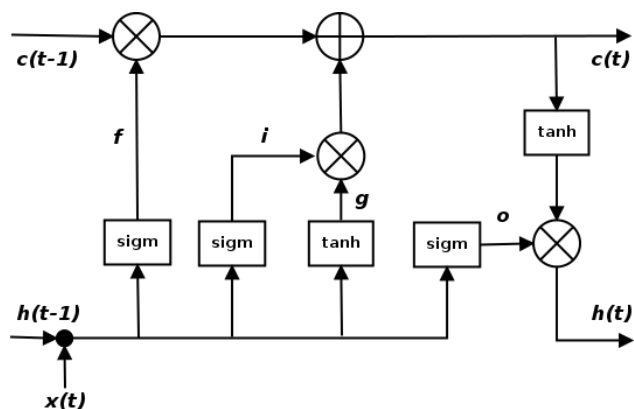 c(t-1)
c(t)
f
i
tanh
g
o
sigm
sigm
tanh
sigm
h(t-1)
h(t)
x(t)